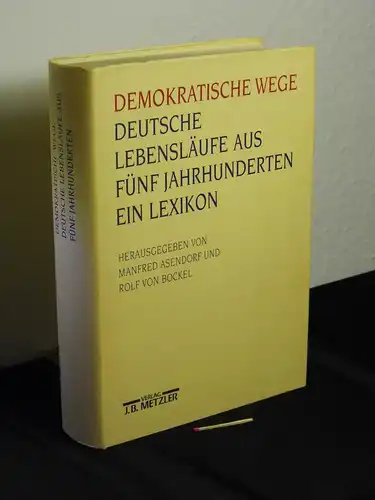 DEMOKRATISCHE WEGE
DEUTSCHE LEBENSLÄUFE AUS
FÜNF JAHRHUNDERTEN
DEMOKRATISCHE WEGE
DEUTSCHE
LEBENSLÄUFE AUS
FÜNF JAHRHUNDERTEN
EIN LEXIKON
HERAUSGEGEBEN VON
MANFRED ASENDORF UND
ROLF VON BOCKEL
VERLAG
J.B. METZLER